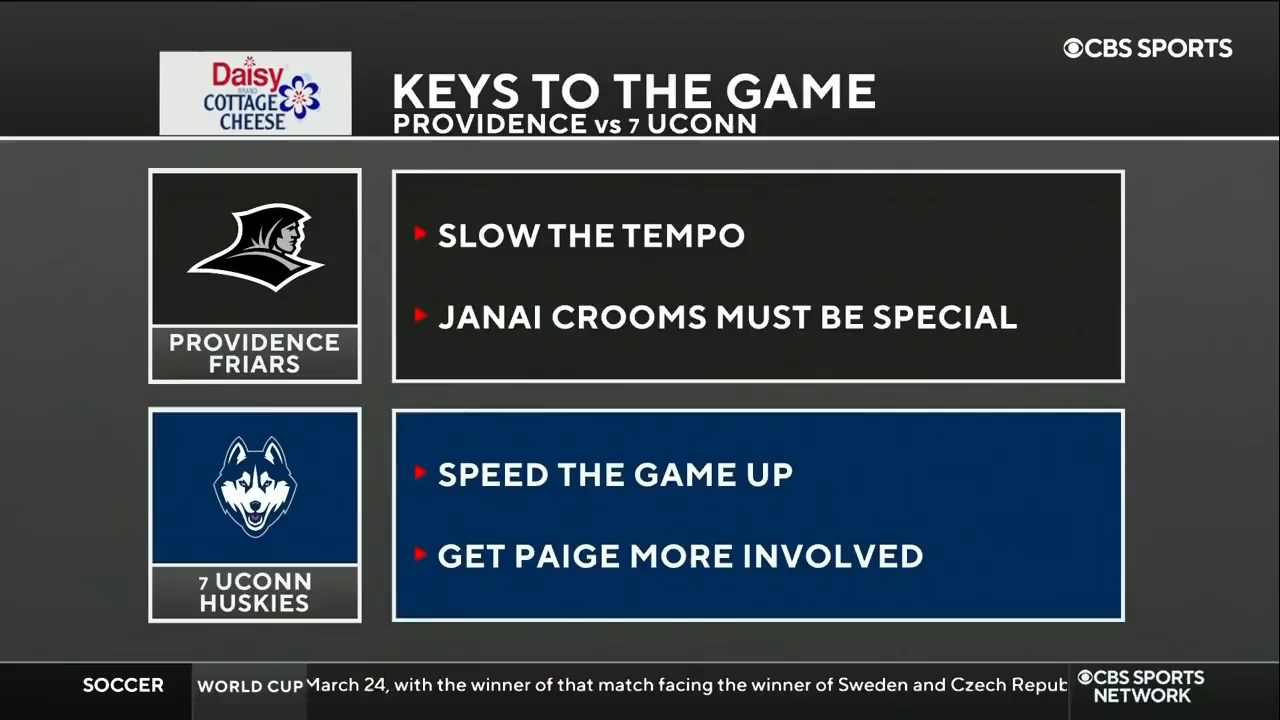 CBS SPORTS
Daisy
BRAND
COTTAGE
CHEESE
KEYS TO THE GAME
PROVIDENCE vs 7 UCONN
SLOW THE TEMPO
JANAI CROOMS MUST BE SPECIAL
PROVIDENCE
FRIARS
SPEED THE GAME UP
GET PAIGE MORE INVOLVED
7 UCONN
HUSKIES
SOCCER
WORLD CUP
March 24, with the winner of that match facing the winner of Sweden and Czech Repub
CBS SPORTS
NETWORK